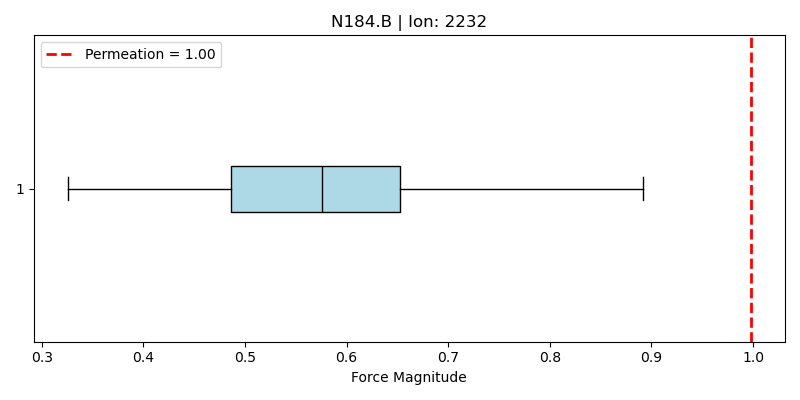 N184.B | Ion: 2232
Permeation = 1.00
1
0.3 0.4 0.5 0.6 0.7 0.8 0.9 1.0
Force Magnitude